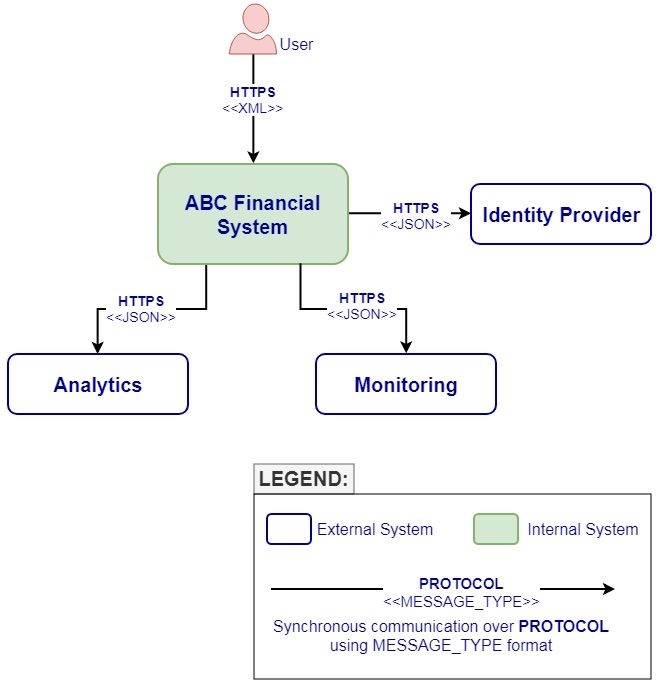 User
HTTPS
<<XML>>
ABC Financial
System
HTTPS
<<JSON>>
Identity Provider
HTTPS
<<JSON>>
HTTPS
<<JSON>>
Analytics
Monitoring
LEGEND:
External System
Internal System
PROTOCOL
<<MESSAGE_TYPE>>
Synchronous communication over PROTOCOL
using MESSAGE_TYPE format